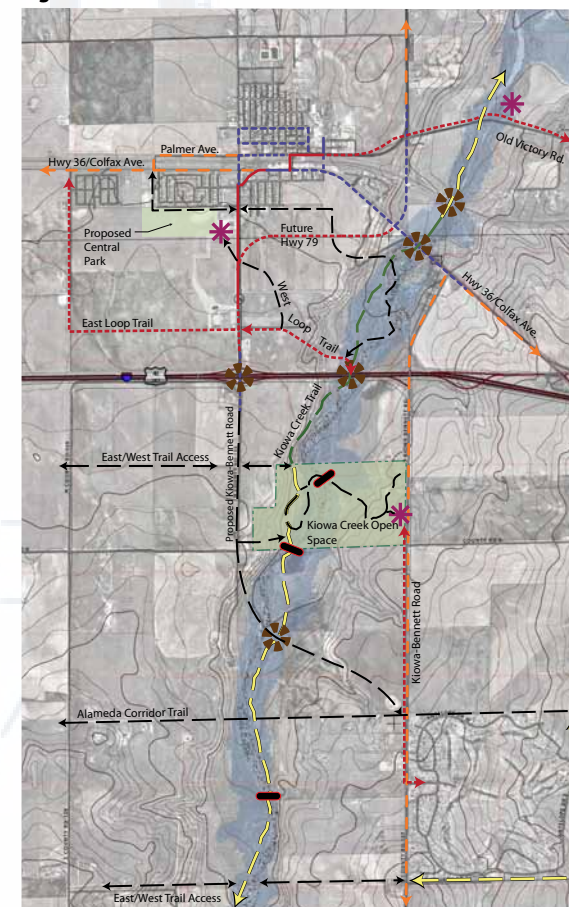 Palmer Ave.
Hwy 36/Colfax Ave.
Old Victory Rd.
Proposed
Central
Park
Future
Hwy 79
West
Loop
Trail
Hwy 36/Colfax Ave.
East Loop Trail
Kiowa Creek Trail
Proposed Kiowa-Bennett Road
East/West Trail Access
Kiowa Creek Open
Space
Kiowa-Bennett Road
Alameda Corridor Trail
East/West Trail Access